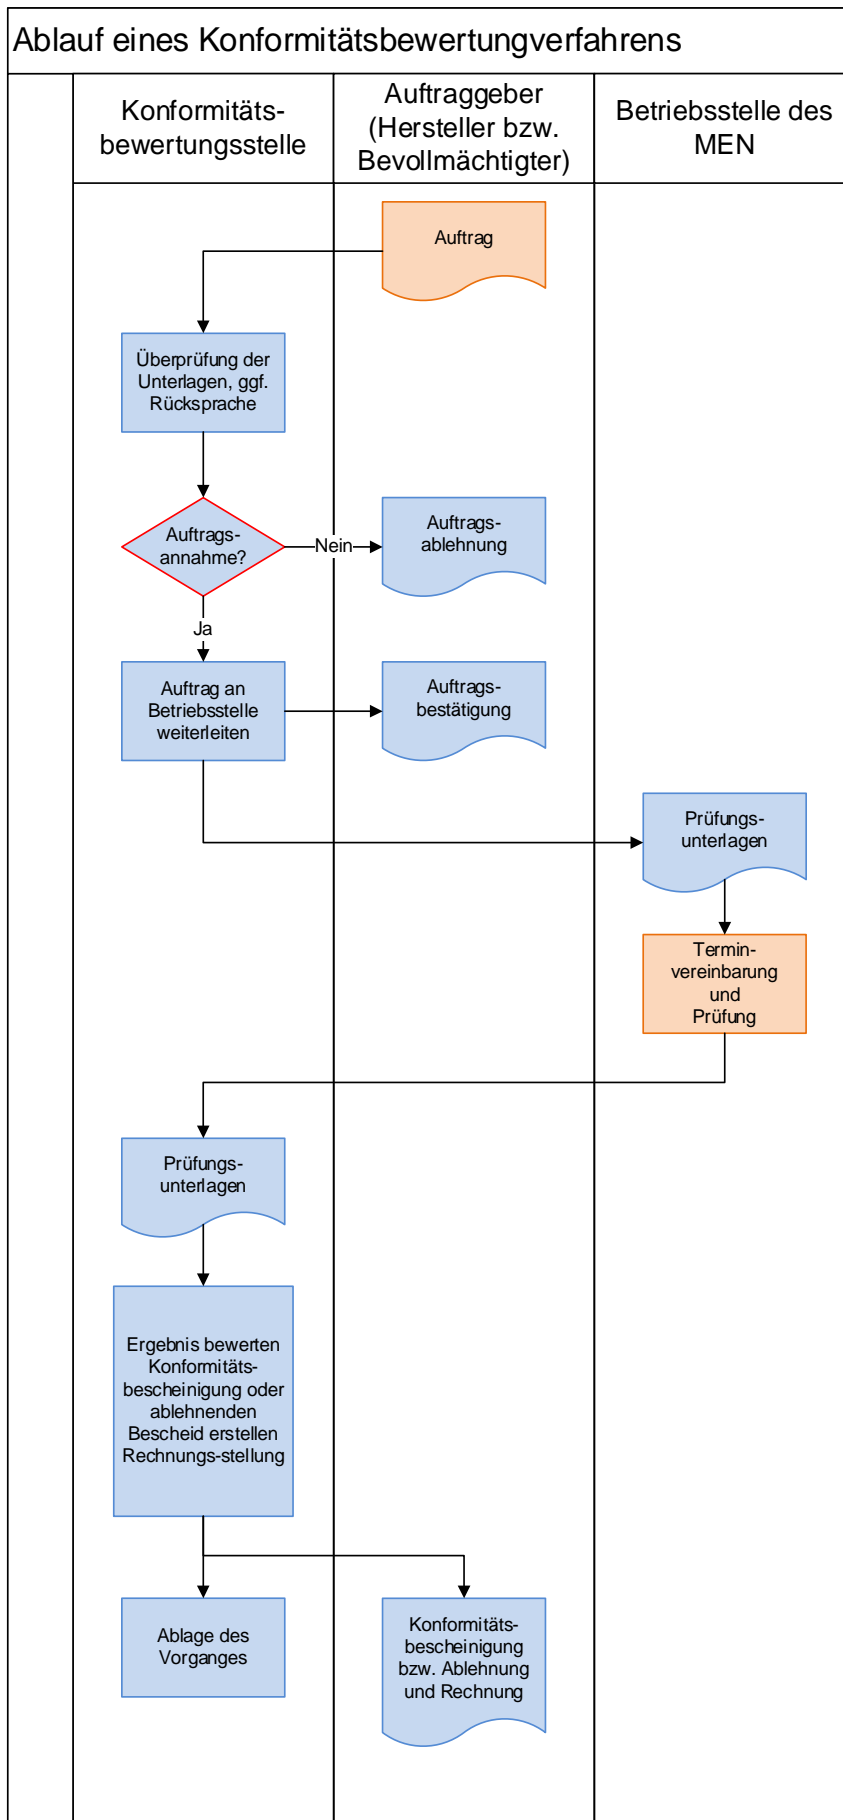 Ablauf eines Konformitätsbewertungverfahrens
Konformitäts-
bewertungsstelle
Auftraggeber
(Hersteller bzw.
Bevollmächtigter)
Betriebsstelle des
MEN
Auftrag
Überprüfung der
Unterlagen, ggf.
Rücksprache
Auftrags-
annahme?
Nein
Auftrags-
ablehnung
Ja
Auftrag an
Betriebsstelle
weiterleiten
Auftrags-
bestätigung
Prüfungs-
unterlagen
Termin-
vereinbarung
und
Prüfung
Prüfungs-
unterlagen
Ergebnis bewerten
Konformitäts-
bescheinigung oder
ablehnenden
Bescheid erstellen
Rechnungs-stellung
Ablage des
Vorganges
Konformitäts-
bescheinigung
bzw. Ablehnung
und Rechnung